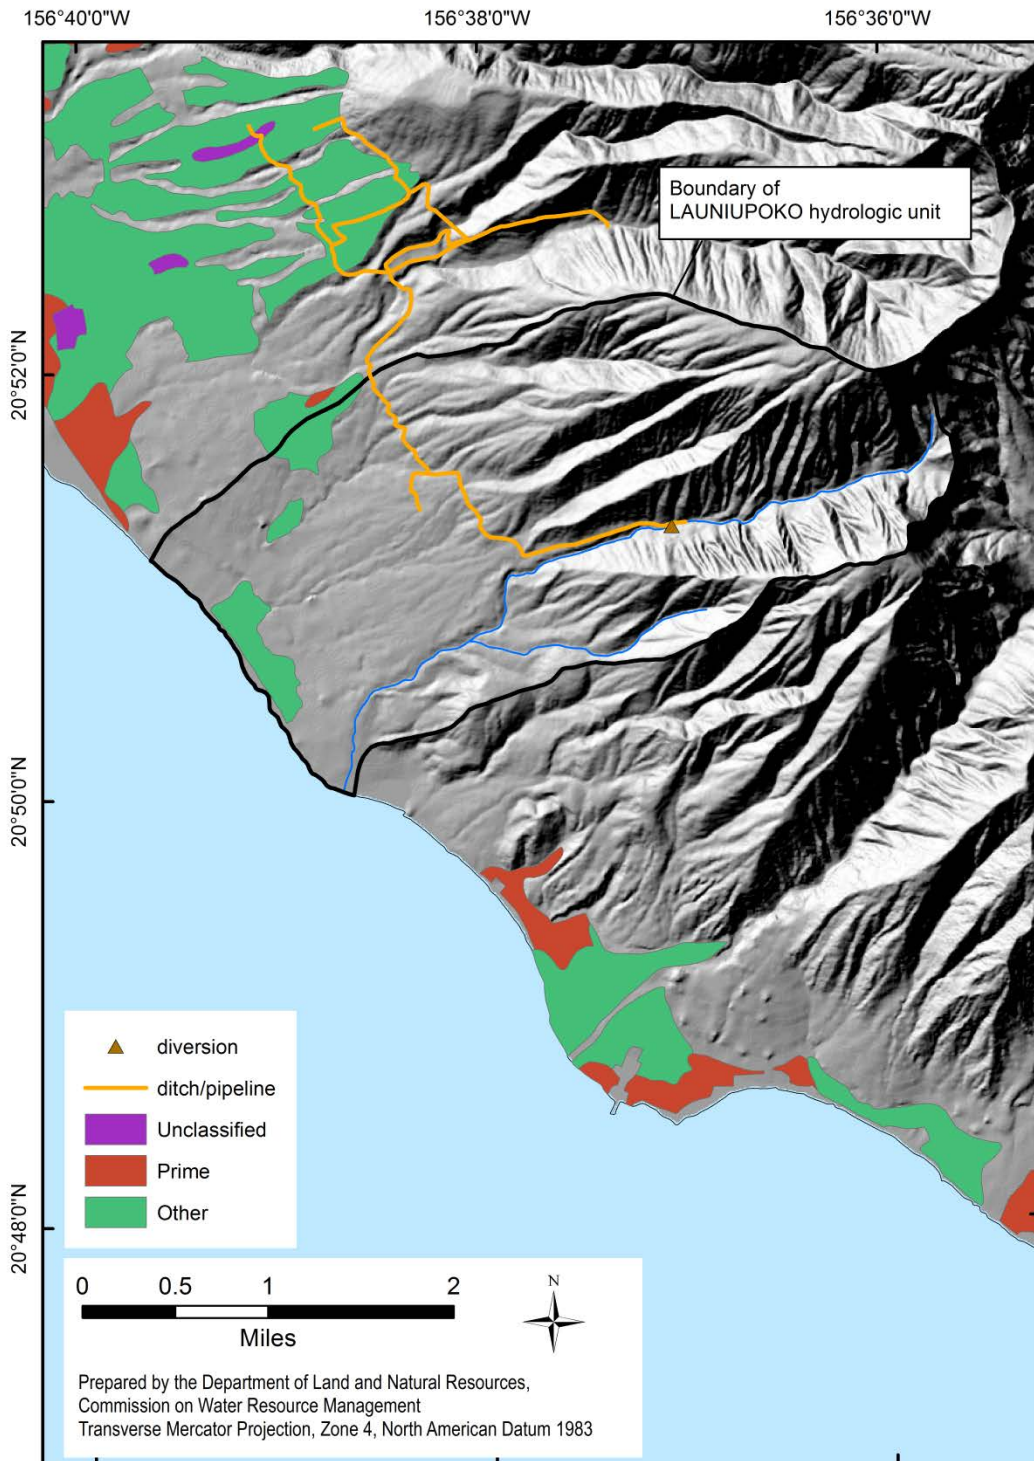 156°40'0"W
156°38'0"W
156°36'0"W
Boundary of
LAUNIUPOKO hydrologic unit
20°52'0"N
20°50'0"N
20°48'0"N
diversion
ditch/pipeline
Unclassified
Prime
Other
0 0.5 1 2
Miles
N
Prepared by the Department of Land and Natural Resources,
Commission on Water Resource Management
Transverse Mercator Projection, Zone 4, North American Datum 1983